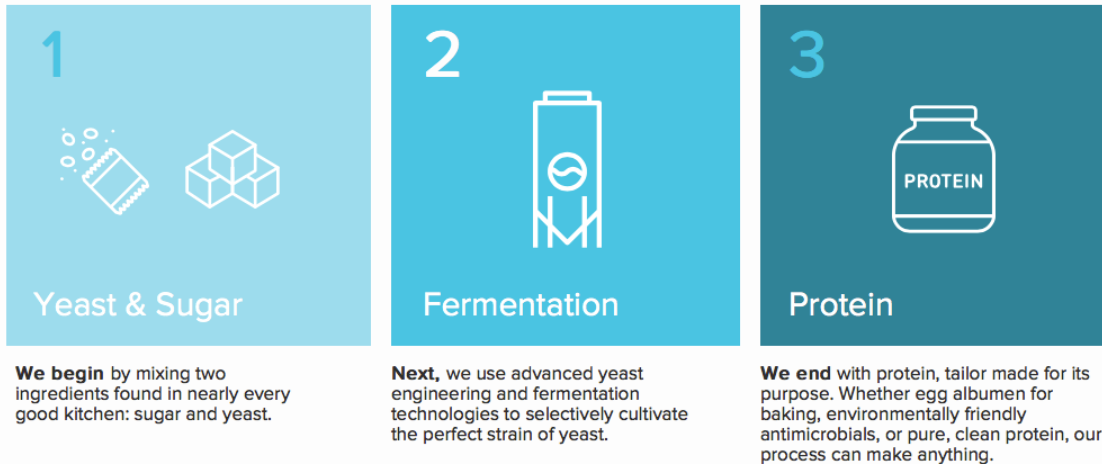 1
Yeast & Sugar
We begin by mixing two
ingredients found in nearly every
good kitchen: sugar and yeast.
2
Fermentation
Next, we use advanced yeast
engineering and fermentation
technologies to selectively cultivate
the perfect strain of yeast.
3
PROTEIN
Protein
We end with protein, tailor made for its
purpose. Whether egg albumen for
baking, environmentally friendly
antimicrobials, or pure, clean protein, our
process can make anything.